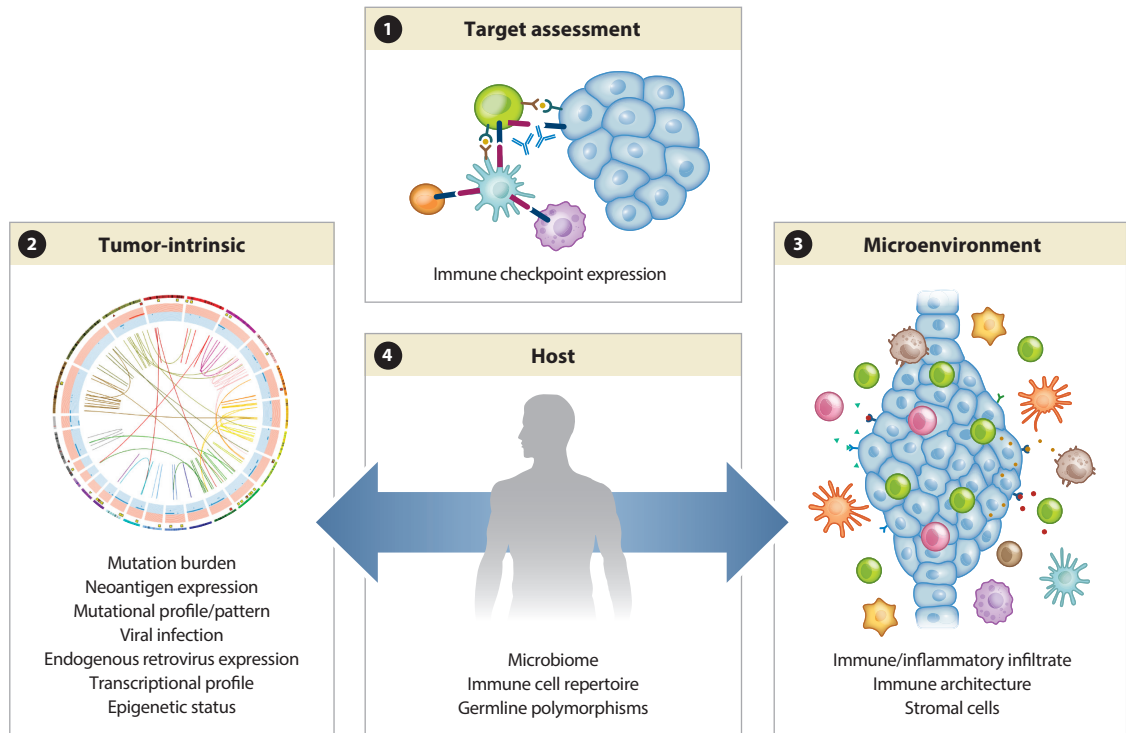 1 Target assessment
Immune checkpoint expression
2 Tumor-intrinsic
Mutation burden
Neoantigen expression
Mutational profile/pattern
Viral infection
Endogenous retrovirus expression
Transcriptional profile
Epigenetic status
3 Microenvironment
Immune/inflammatory infiltrate
Immune architecture
Stromal cells
4 Host
Microbiome
Immune cell repertoire
Germline polymorphisms